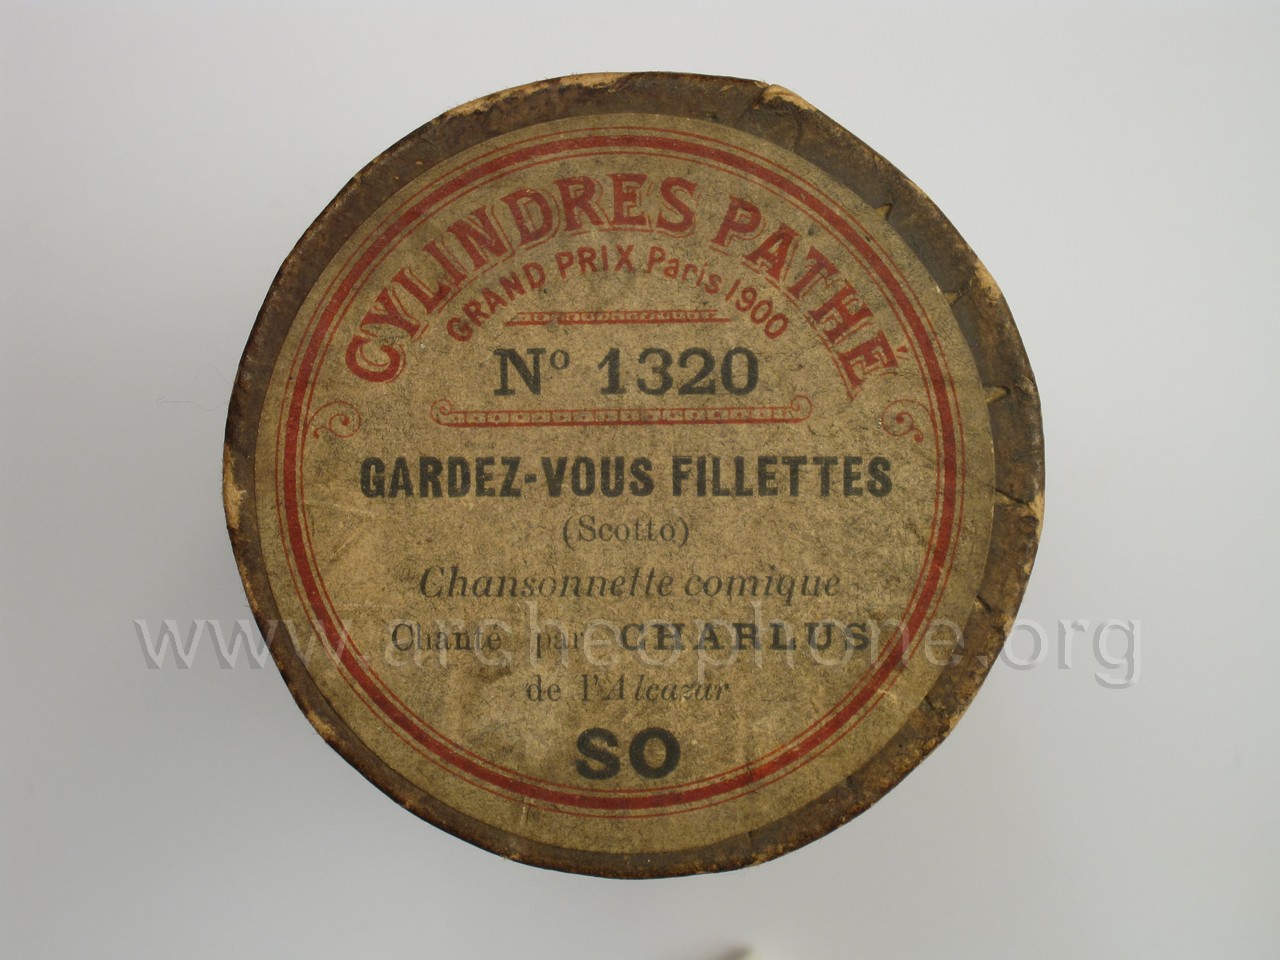 CYLINDRES PATHÉ
GRAND PRIX Paris 1900
Nº 1320
GARDEZ-VOUS FILLETTES
(Scotto)
Chansonnette comique
Chanté par CHARLUS
www.archeophone.org
de l'Alcazar
SO